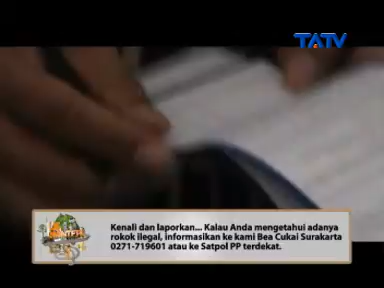 TATV
Kenali dan laporkan... Kalau Anda mengetahui adanya
rokok ilegal, informasikan ke kami Bea Cukai Surakarta
0271-719601 atau ke Satpol PP terdekat.